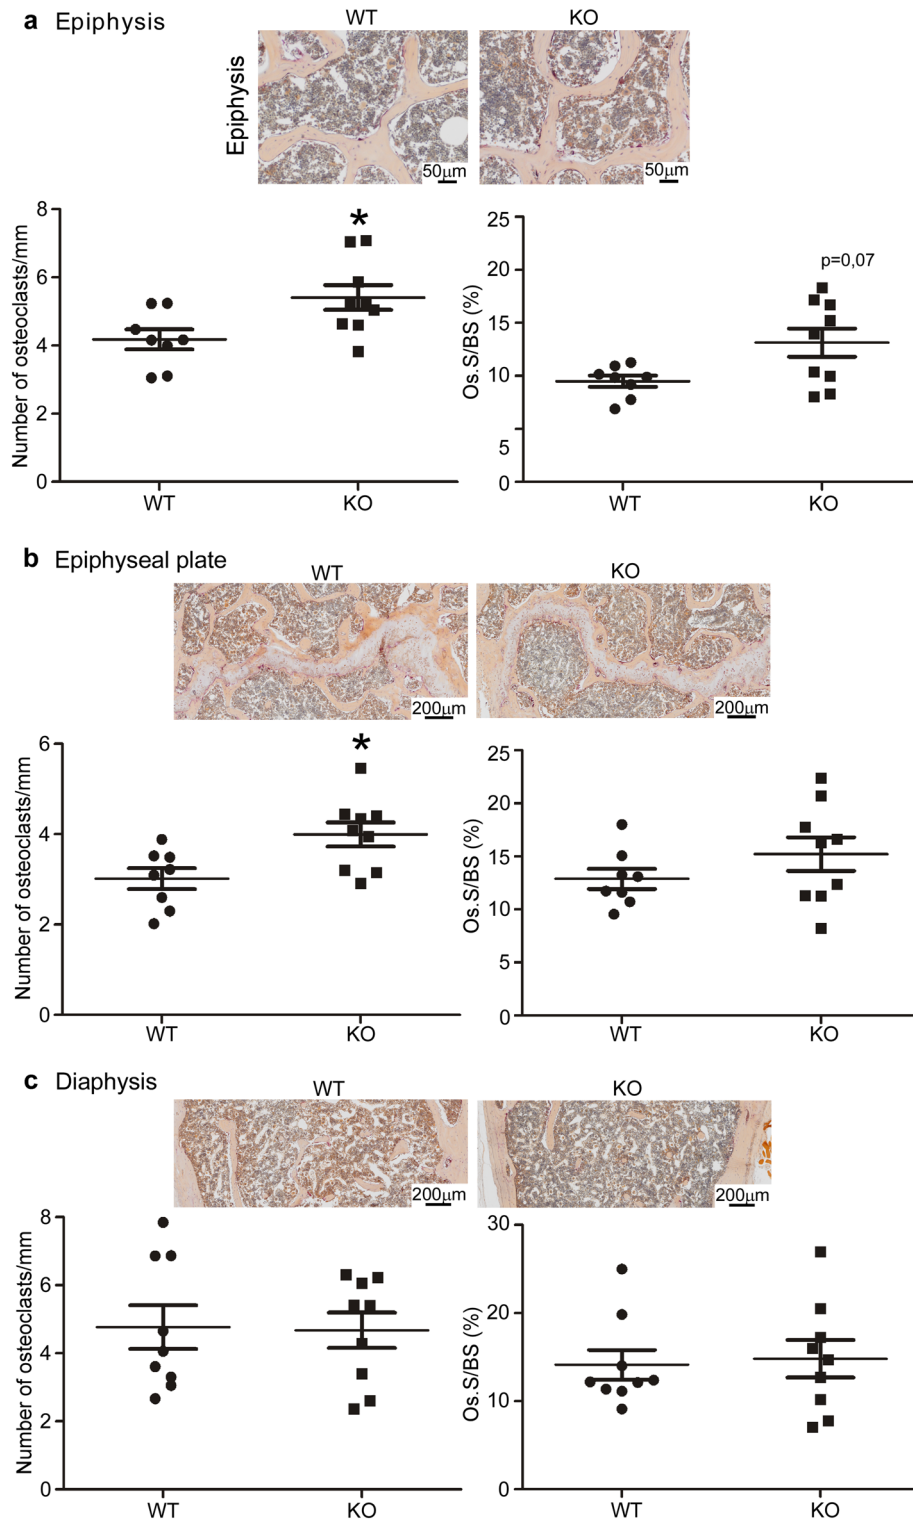 a Epiphysis
WT
KO
Epiphysis
50µm
50µm
Number of osteoclasts/mm
8
6
4
2
0
*
WT
KO
Os.S/BS (%)
25
20
15
10
5
0
p=0,07
WT
KO
b Epiphyseal plate
WT
KO
200µm
200µm
Number of osteoclasts/mm
6
4
2
0
*
WT
KO
Os.S/BS (%)
25
20
15
10
5
0
WT
KO
c Diaphysis
WT
KO
200µm
200µm
Number of osteoclasts/mm
8
6
4
2
0
WT
KO
Os.S/BS (%)
30
20
10
0
WT
KO